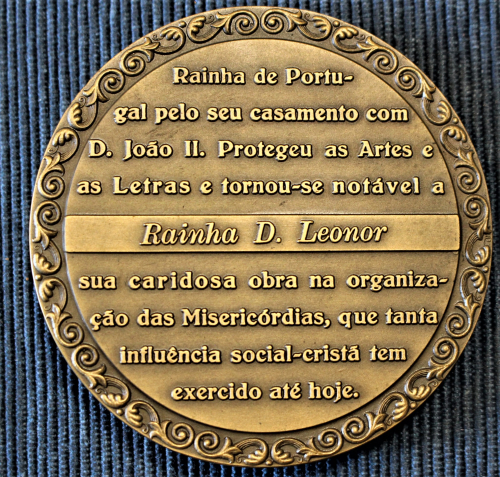 Rainha de Portu-
gal pelo seu casamento com
D. João II. Protegeu as Artes e
as Letras e tornou-se notável a
Rainha D. Leonor
sua caridosa obra na organiza-
ção das Misericórdias, que tanta
influência social-cristã tem
exercido até hoje.